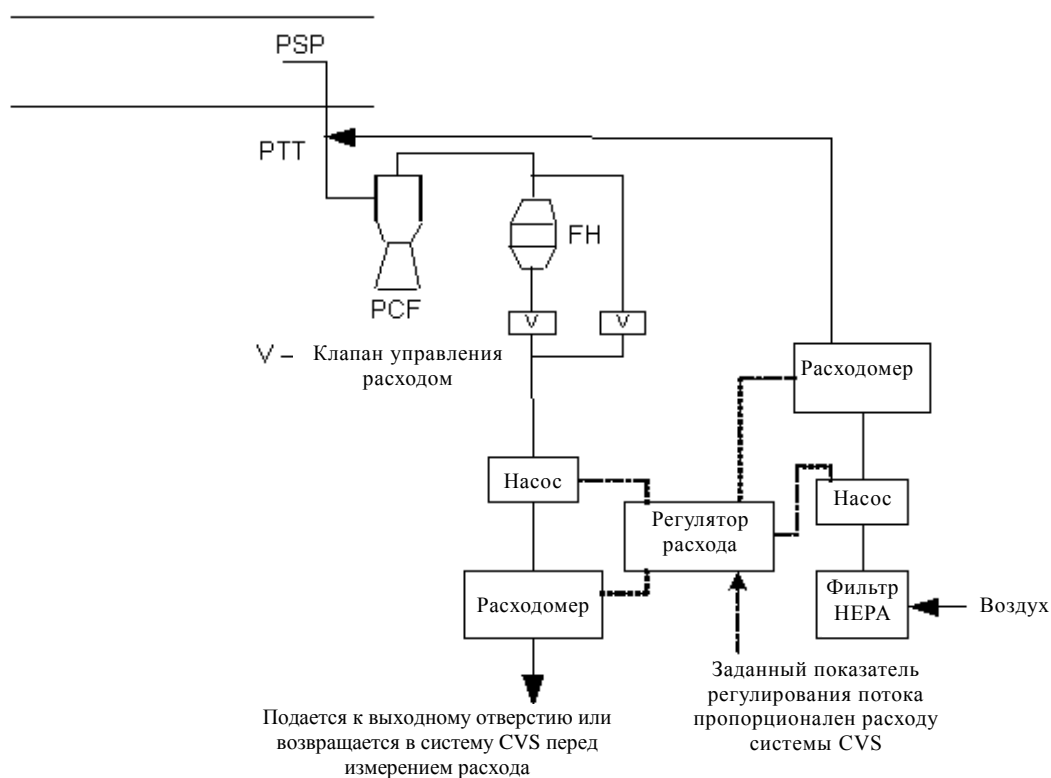 PSP
PTT
PCF
FH
V
V
V – Клапан управления
расходом
Расходомер
Насос
Насос
Регулятор
расхода
Расходомер
Фильтр
HEPA
Воздух
Заданный показатель
регулирования потока
пропорционален расходу
системы CVS
Подается к выходному отверстию или
возвращается в систему CVS перед
измерением расхода